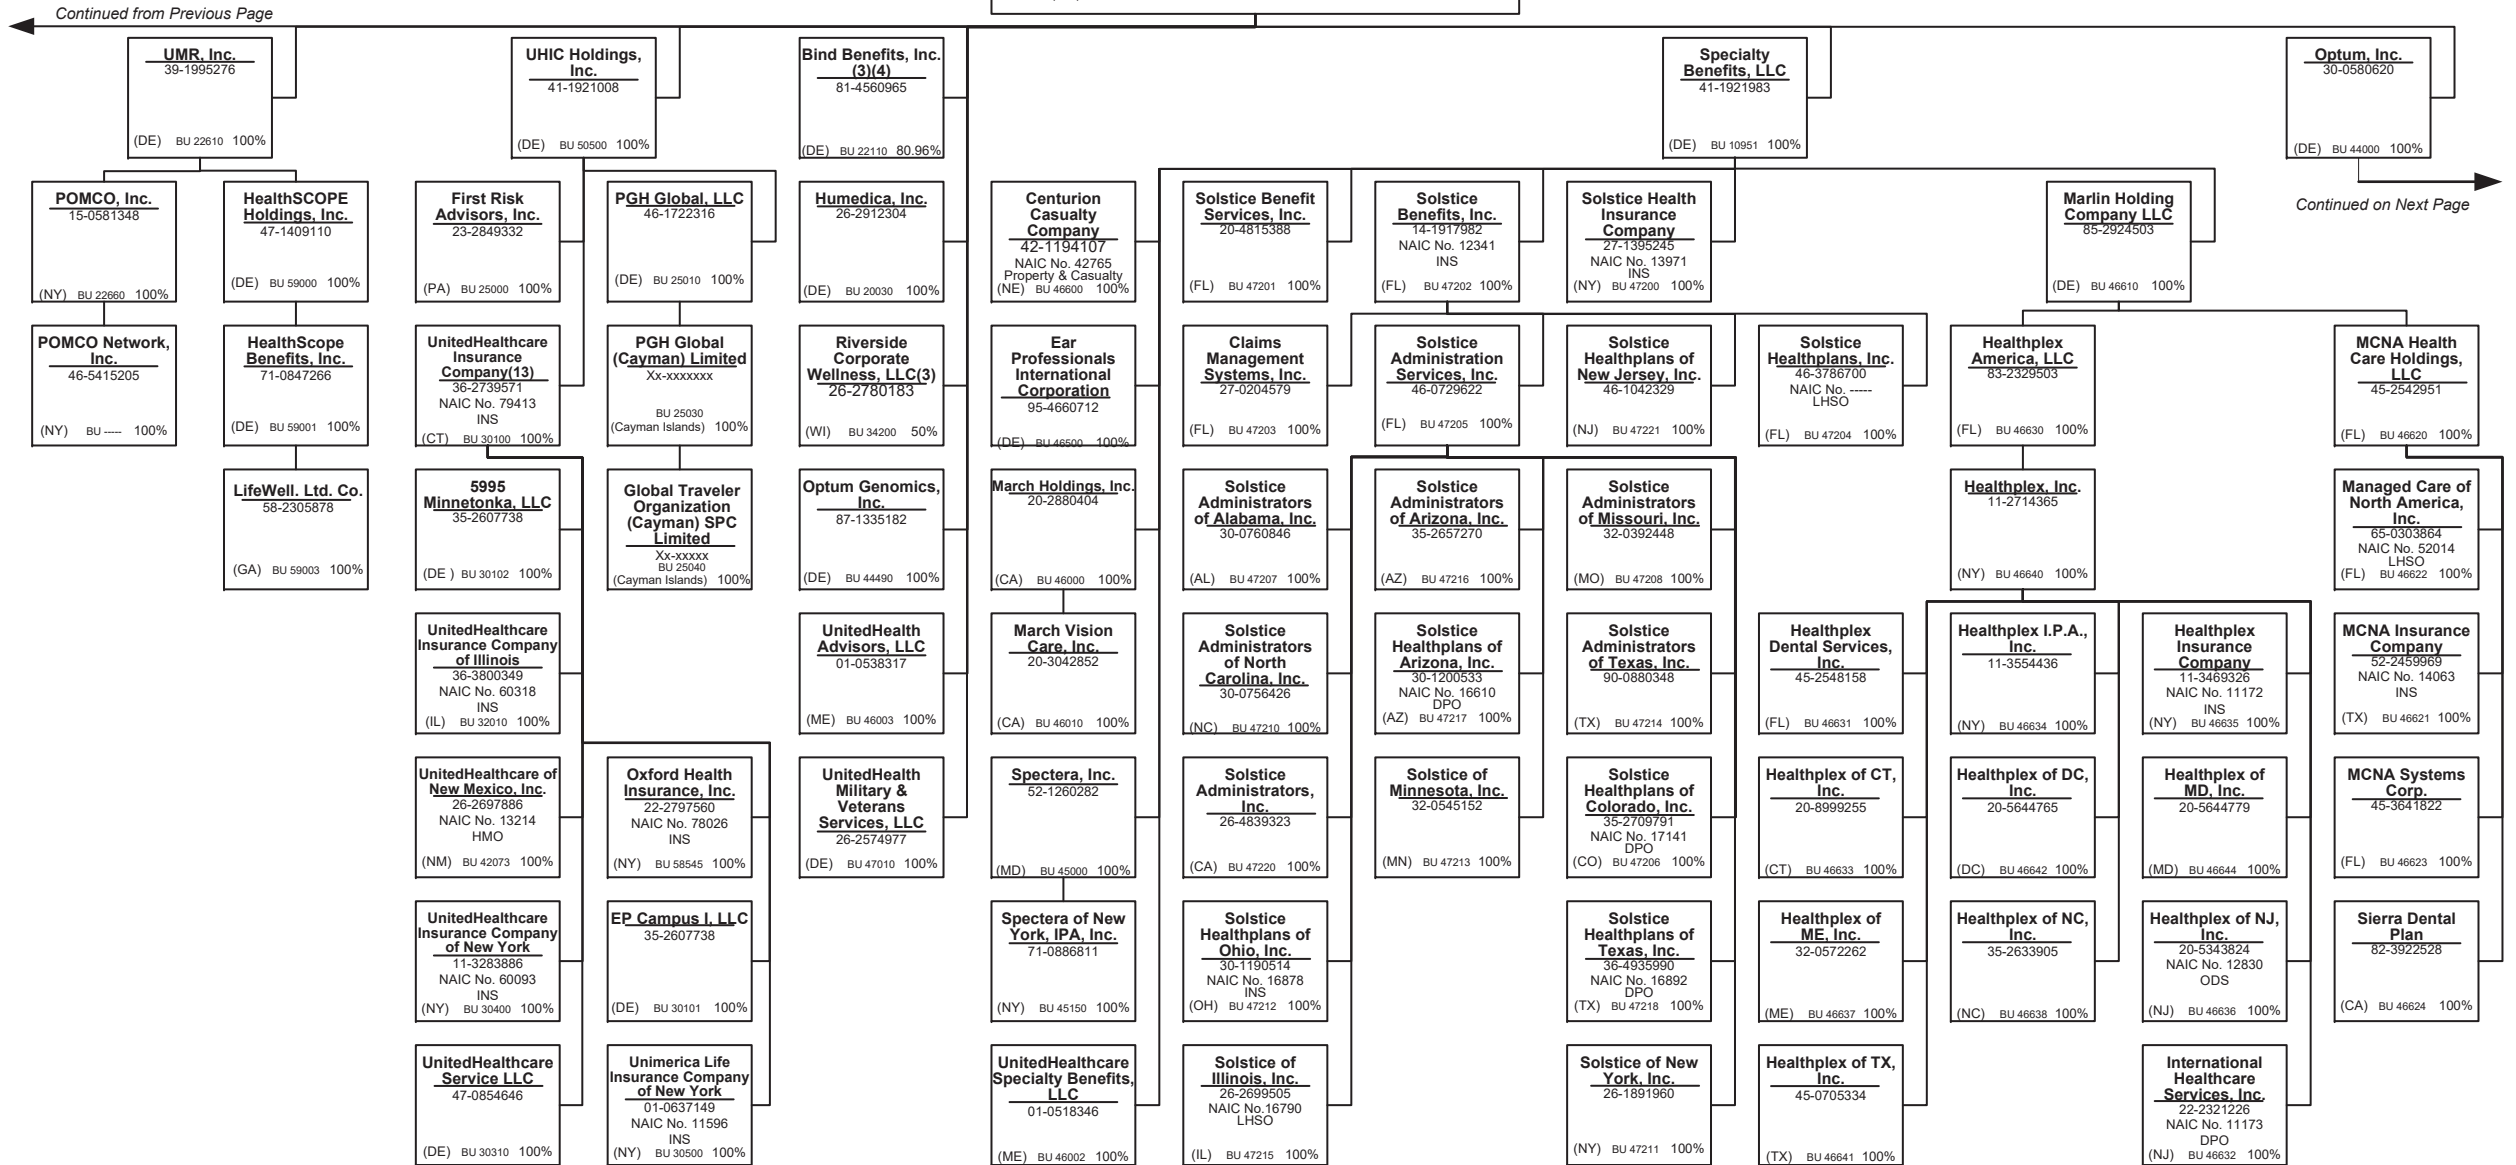 Continued from Previous Page
UMR, Inc.
39-1995276
(DE) BU 22610 100%
UHIC Holdings,
Inc.
41-1921008
(DE) BU 50500 100%
Bind Benefits, Inc.
(3)(4)
81-4560965
(DE) BU 22110 80.96%
Specialty
Benefits, LLC
41-1921983
(DE) BU 10951 100%
Optum, Inc.
30-0580620
(DE) BU 44000 100%
Continued on Next Page
POMCO, Inc.
15-0581348
(NY) BU 22660 100%
HealthSCOPE
Holdings, Inc.
47-1409110
(DE) BU 59000 100%
First Risk
Advisors, Inc.
23-2849332
(PA) BU 25000 100%
PGH Global, LLC
46-1722316
(DE) BU 25010 100%
Humedica, Inc.
26-2912304
(DE) BU 20030 100%
Centurion
Casualty
Company
42-1194107
NAIC No. 42765
Property & Casualty
(NE) BU 46600 100%
Solstice Benefit
Services, Inc.
20-4815388
(FL) BU 47201 100%
Solstice
Benefits, Inc.
14-1917982
NAIC No. 12341
INS
(FL) BU 47202 100%
Solstice Health
Insurance
Company
27-1395245
NAIC No. 13971
INS
(NY) BU 47200 100%
Marlin Holding
Company LLC
85-2924503
(DE) BU 46610 100%
POMCO Network,
Inc.
46-5415205
(NY) BU ----- 100%
HealthScope
Benefits, Inc.
71-0847266
(DE) BU 59001 100%
UnitedHealthcare
Insurance
Company(13)
36-2739571
NAIC No. 79413
INS
(CT) BU 30100 100%
PGH Global
(Cayman) Limited
Xx-xxxxxxx
BU 25030
(Cayman Islands) 100%
Riverside
Corporate
Wellness, LLC(3)
26-2780183
(WI) BU 34200 50%
Ear
Professionals
International
Corporation
95-4660712
(DE) BU 46500 100%
Claims
Management
Systems, Inc.
27-0204579
(FL) BU 47203 100%
Solstice
Administration
Services, Inc.
46-0729622
(FL) BU 47205 100%
Solstice
Healthplans of
New Jersey, Inc.
46-1042329
(NJ) BU 47221 100%
Solstice
Healthplans, Inc.
46-3786700
NAIC No. -----
LHSO
(FL) BU 47204 100%
Healthplex
America, LLC
83-2329503
(FL) BU 46630 100%
MCNA Health
Care Holdings,
LLC
45-2542951
(FL) BU 46620 100%
LifeWell. Ltd. Co.
58-2305878
(GA) BU 59003 100%
5995
Minnetonka, LLC
35-2607738
(DE ) BU 30102 100%
Global Traveler
Organization
(Cayman) SPC
Limited
Xx-xxxxx
BU 25040
(Cayman Islands) 100%
Optum Genomics,
Inc.
87-1335182
(DE) BU 44490 100%
March Holdings, Inc.
20-2880404
(CA) BU 46000 100%
Solstice
Administrators
of Alabama, Inc.
30-0760846
(AL) BU 47207 100%
Solstice
Administrators
of Arizona, Inc.
35-2657270
(AZ) BU 47216 100%
Solstice
Administrators
of Missouri, Inc.
32-0392448
(MO) BU 47208 100%
Healthplex, Inc.
11-2714365
(NY) BU 46640 100%
Managed Care of
North America,
Inc.
65-0303864
NAIC No. 52014
LHSO
(FL) BU 46622 100%
UnitedHealthcare
Insurance Company
of Illinois
36-3800349
NAIC No. 60318
INS
(IL) BU 32010 100%
UnitedHealth
Advisors, LLC
01-0538317
(ME) BU 46003 100%
March Vision
Care, Inc.
20-3042852
(CA) BU 46010 100%
Solstice
Administrators
of North
Carolina, Inc.
30-0756426
(NC) BU 47210 100%
Solstice
Healthplans of
Arizona, Inc.
30-1200533
NAIC No. 16610
DPO
(AZ) BU 47217 100%
Solstice
Administrators
of Texas, Inc.
90-0880348
(TX) BU 47214 100%
Healthplex
Dental Services,
Inc.
45-2548158
(FL) BU 46631 100%
Healthplex I.P.A.,
Inc.
11-3554436
(NY) BU 46634 100%
Healthplex
Insurance
Company
11-3469326
NAIC No. 11172
INS
(NY) BU 46635 100%
MCNA Insurance
Company
52-2459969
NAIC No. 14063
INS
(TX) BU 46621 100%
UnitedHealthcare of
New Mexico, Inc.
26-2697886
NAIC No. 13214
HMO
(NM) BU 42073 100%
Oxford Health
Insurance, Inc.
22-2797560
NAIC No. 78026
INS
(NY) BU 58545 100%
UnitedHealth
Military &
Veterans
Services, LLC
26-2574977
(DE) BU 47010 100%
Spectera, Inc.
52-1260282
(MD) BU 45000 100%
Solstice
Administrators,
Inc.
26-4839323
(CA) BU 47220 100%
Solstice of
Minnesota, Inc.
32-0545152
(MN) BU 47213 100%
Solstice
Healthplans of
Colorado, Inc.
35-2709791
NAIC No. 17141
DPO
(CO) BU 47206 100%
Healthplex of CT,
Inc.
20-8999255
(CT) BU 46633 100%
Healthplex of DC,
Inc.
20-5644765
(DC) BU 46642 100%
Healthplex of
MD, Inc.
20-5644779
(MD) BU 46644 100%
MCNA Systems
Corp.
45-3641822
(FL) BU 46623 100%
UnitedHealthcare
Insurance Company
of New York
11-3283886
NAIC No. 60093
INS
(NY) BU 30400 100%
EP Campus I, LLC
35-2607738
(DE) BU 30101 100%
Spectera of New
York, IPA, Inc.
71-0886811
(NY) BU 45150 100%
Solstice
Healthplans of
Ohio, Inc.
30-1190514
NAIC No. 16878
INS
(OH) BU 47212 100%
Solstice
Healthplans of
Texas, Inc.
36-4935990
NAIC No. 16892
DPO
(TX) BU 47218 100%
Healthplex of
ME, Inc.
32-0572262
(ME) BU 46637 100%
Healthplex of NC,
Inc.
35-2633905
(NC) BU 46638 100%
Healthplex of NJ,
Inc.
20-5343824
NAIC No. 12830
ODS
(NJ) BU 46636 100%
Sierra Dental
Plan
82-3922528
(CA) BU 46624 100%
UnitedHealthcare
Service LLC
47-0854646
(DE) BU 30310 100%
Unimerica Life
Insurance Company
of New York
01-0637149
NAIC No. 11596
INS
(NY) BU 30500 100%
UnitedHealthcare
Specialty Benefits,
LLC
01-0518346
(ME) BU 46002 100%
Solstice of
Illinois, Inc.
26-2699505
NAIC No.16790
LHSO
(IL) BU 47215 100%
Solstice of New
York, Inc.
26-1891960
(NY) BU 47211 100%
Healthplex of TX,
Inc.
45-0705334
(TX) BU 46641 100%
International
Healthcare
Services, Inc.
22-2321226
NAIC No. 11173
DPO
(NJ) BU 46632 100%